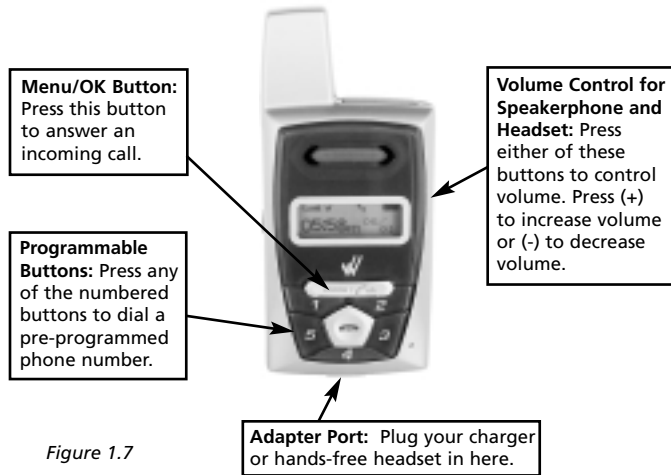 Menu/OK Button:
Press this button
to answer an
incoming call.
Volume Control for
Speakerphone and
Headset: Press
either of these
buttons to control
volume. Press (+)
to increase volume
or (-) to decrease
volume.
Programmable
Buttons: Press any
of the numbered
buttons to dial a
pre-programmed
phone number.
05:58
1 2
5 3
4
Adapter Port: Plug your charger
or hands-free headset in here.
Figure 1.7